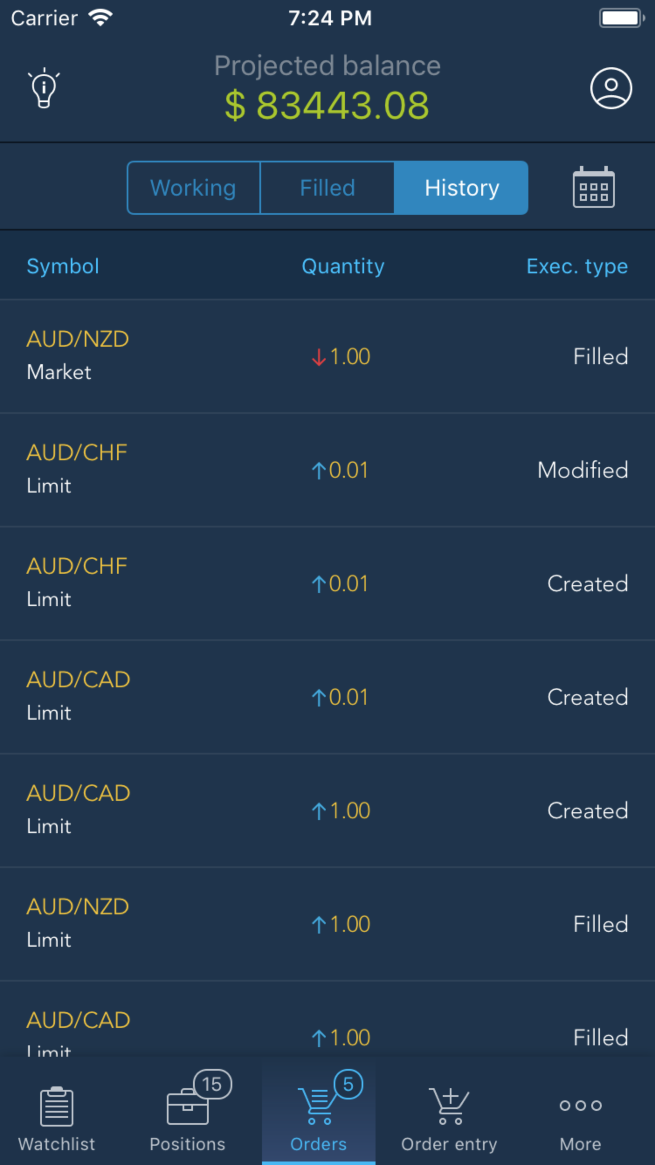 Carrier 7:24 PM
Projected balance
$ 83443.08
Working Filled History
Symbol Quantity Exec. type
AUD/NZD
Market ↓1.00 Filled
AUD/CHF
Limit ↑0.01 Modified
AUD/CHF
Limit ↑0.01 Created
AUD/CAD
Limit ↑0.01 Created
AUD/CAD
Limit ↑1.00 Created
AUD/NZD
Limit ↑1.00 Filled
AUD/CAD
Limit ↑1.00 Filled
15 5
Watchlist Positions Orders Order entry More